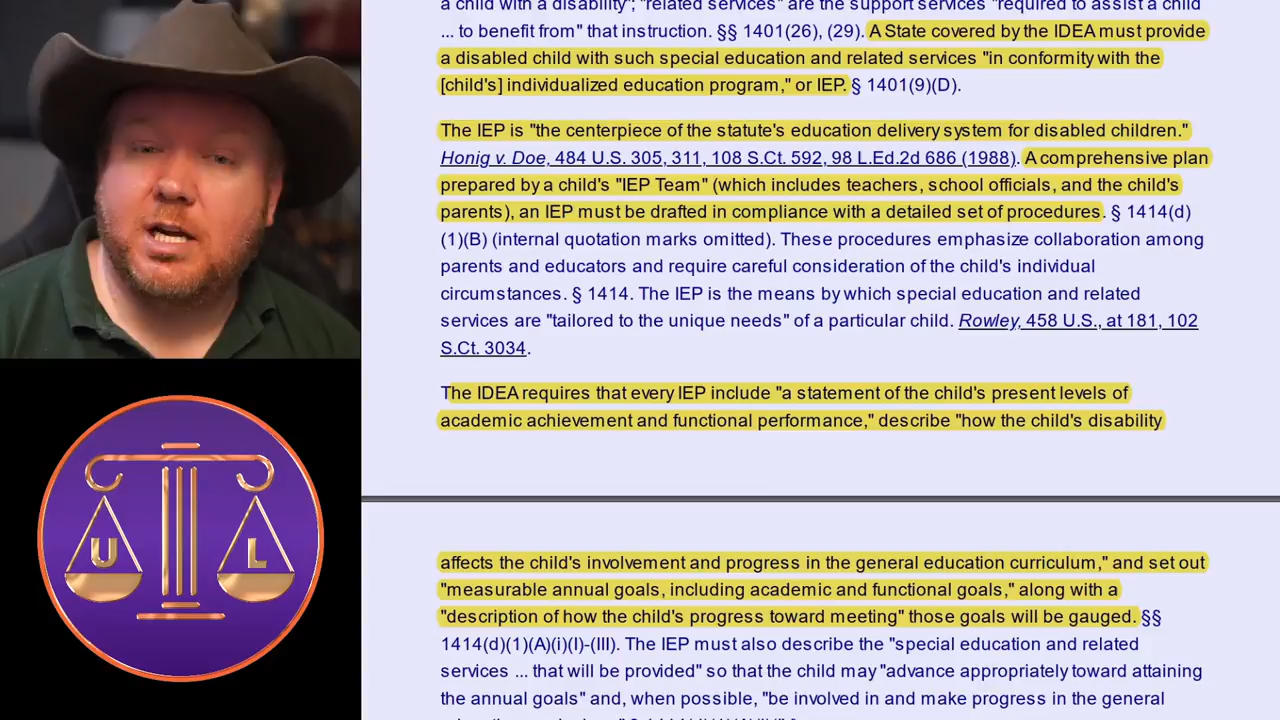 a child with a disability"; "related services" are the support services "required to assist a child
... to benefit from" that instruction. §§ 1401(26), (29). A State covered by the IDEA must provide
a disabled child with such special education and related services "in conformity with the
[child's] individualized education program," or IEP. § 1401(9)(D).
The IEP is "the centerpiece of the statute's education delivery system for disabled children."
Honig v. Doe, 484 U.S. 305, 311, 108 S.Ct. 592, 98 L.Ed.2d 686 (1988). A comprehensive plan
prepared by a child's "IEP Team" (which includes teachers, school officials, and the child's
parents), an IEP must be drafted in compliance with a detailed set of procedures. § 1414(d)
(1)(B) (internal quotation marks omitted). These procedures emphasize collaboration among
parents and educators and require careful consideration of the child's individual
circumstances. § 1414. The IEP is the means by which special education and related
services are "tailored to the unique needs" of a particular child. Rowley, 458 U.S., at 181, 102
S.Ct. 3034.
The IDEA requires that every IEP include "a statement of the child's present levels of
academic achievement and functional performance," describe "how the child's disability
affects the child's involvement and progress in the general education curriculum," and set out
"measurable annual goals, including academic and functional goals," along with a
"description of how the child's progress toward meeting" those goals will be gauged. §§
1414(d)(1)(A)(i)(I)-(III). The IEP must also describe the "special education and related
services ... that will be provided" so that the child may "advance appropriately toward attaining
the annual goals" and, when possible, "be involved in and make progress in the general
U L